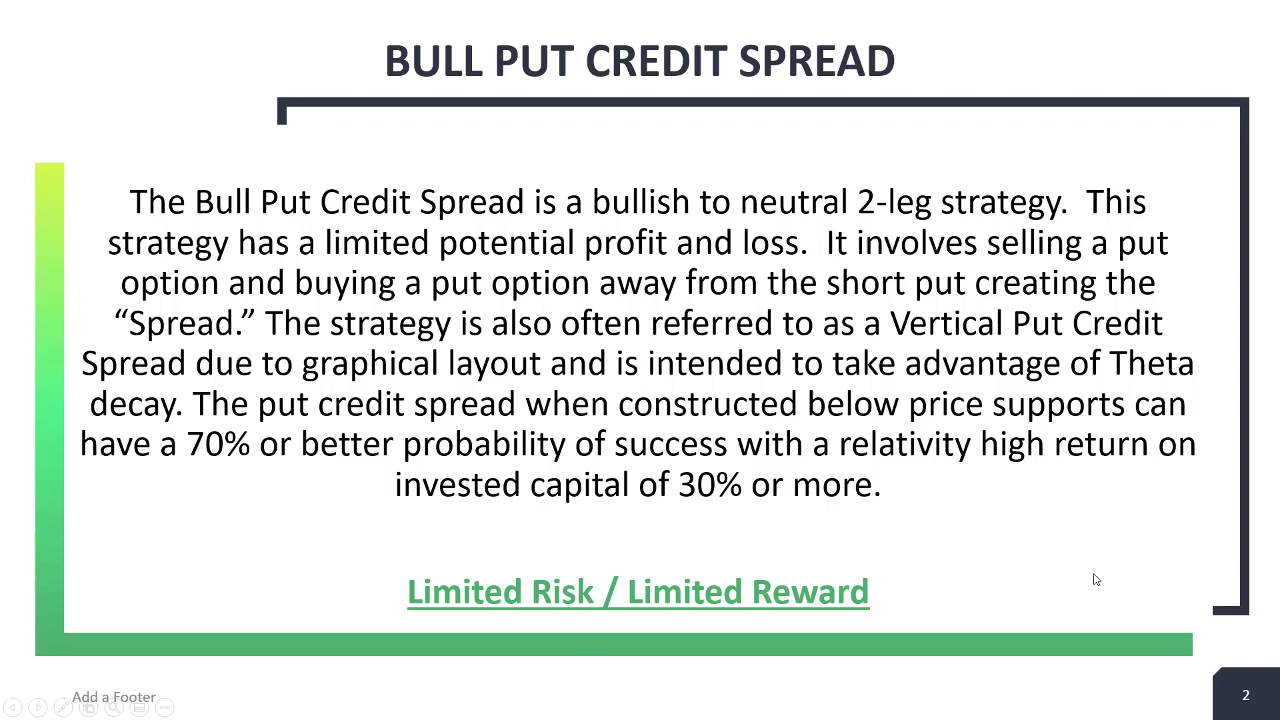 BULL PUT CREDIT SPREAD
The Bull Put Credit Spread is a bullish to neutral 2-leg strategy.  This
strategy has a limited potential profit and loss.  It involves selling a put
option and buying a put option away from the short put creating the
“Spread.” The strategy is also often referred to as a Vertical Put Credit
Spread due to graphical layout and is intended to take advantage of Theta
decay. The put credit spread when constructed below price supports can
have a 70% or better probability of success with a relativity high return on
invested capital of 30% or more.
Limited Risk / Limited Reward
Add a Footer
2